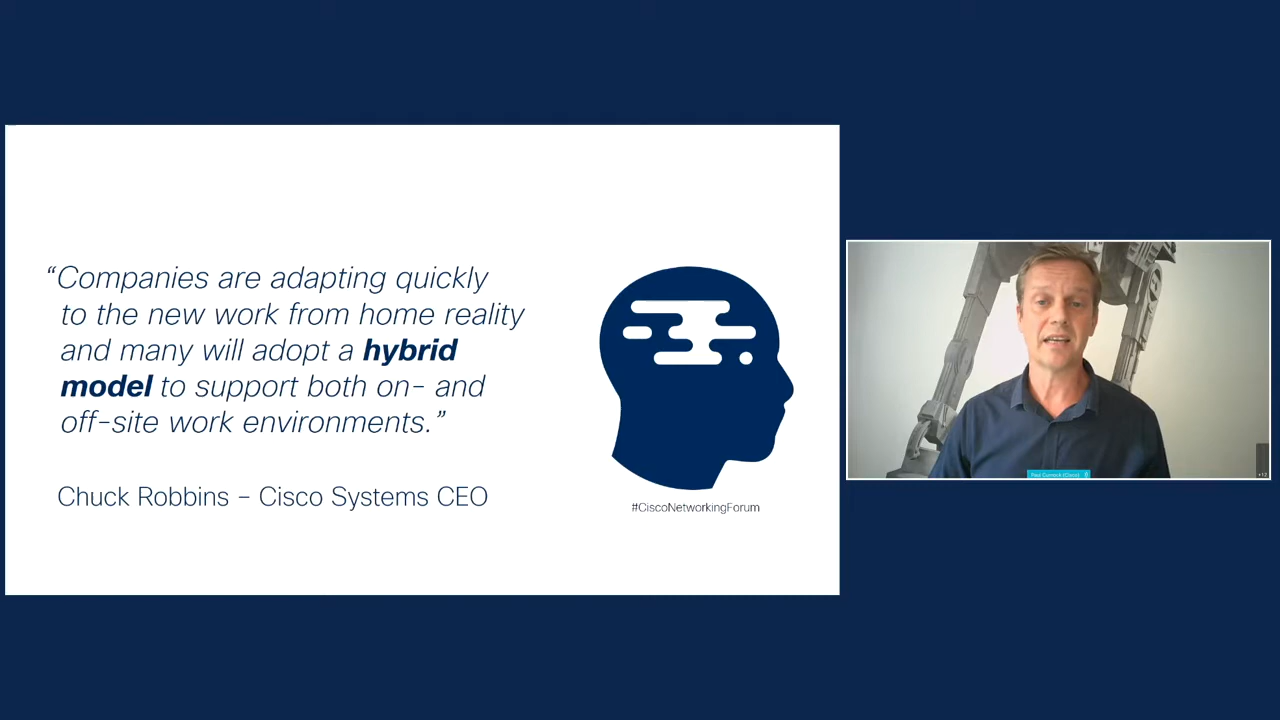 “Companies are adapting quickly
to the new work from home reality
and many will adopt a hybrid
model to support both on- and
off-site work environments.”
Chuck Robbins – Cisco Systems CEO
#CiscoNetworkingForum